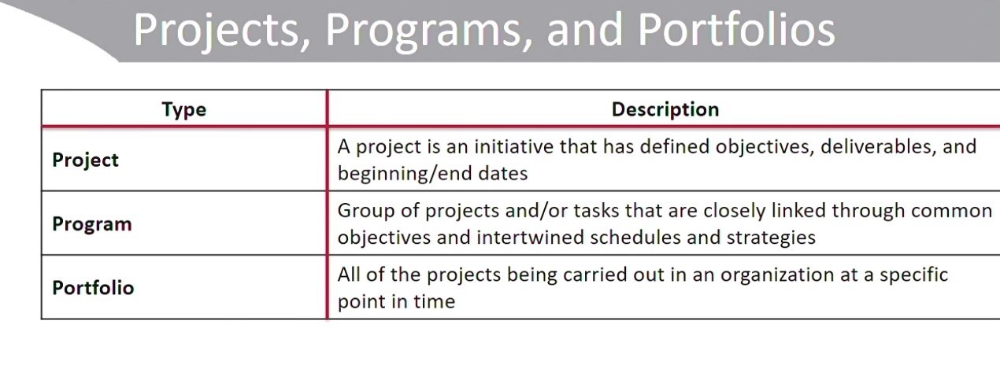 Projects, Programs, and Portfolios
Type
Description
Project
A project is an initiative that has defined objectives, deliverables, and
beginning/end dates
Program
Group of projects and/or tasks that are closely linked through common
objectives and intertwined schedules and strategies
Portfolio
All of the projects being carried out in an organization at a specific
point in time